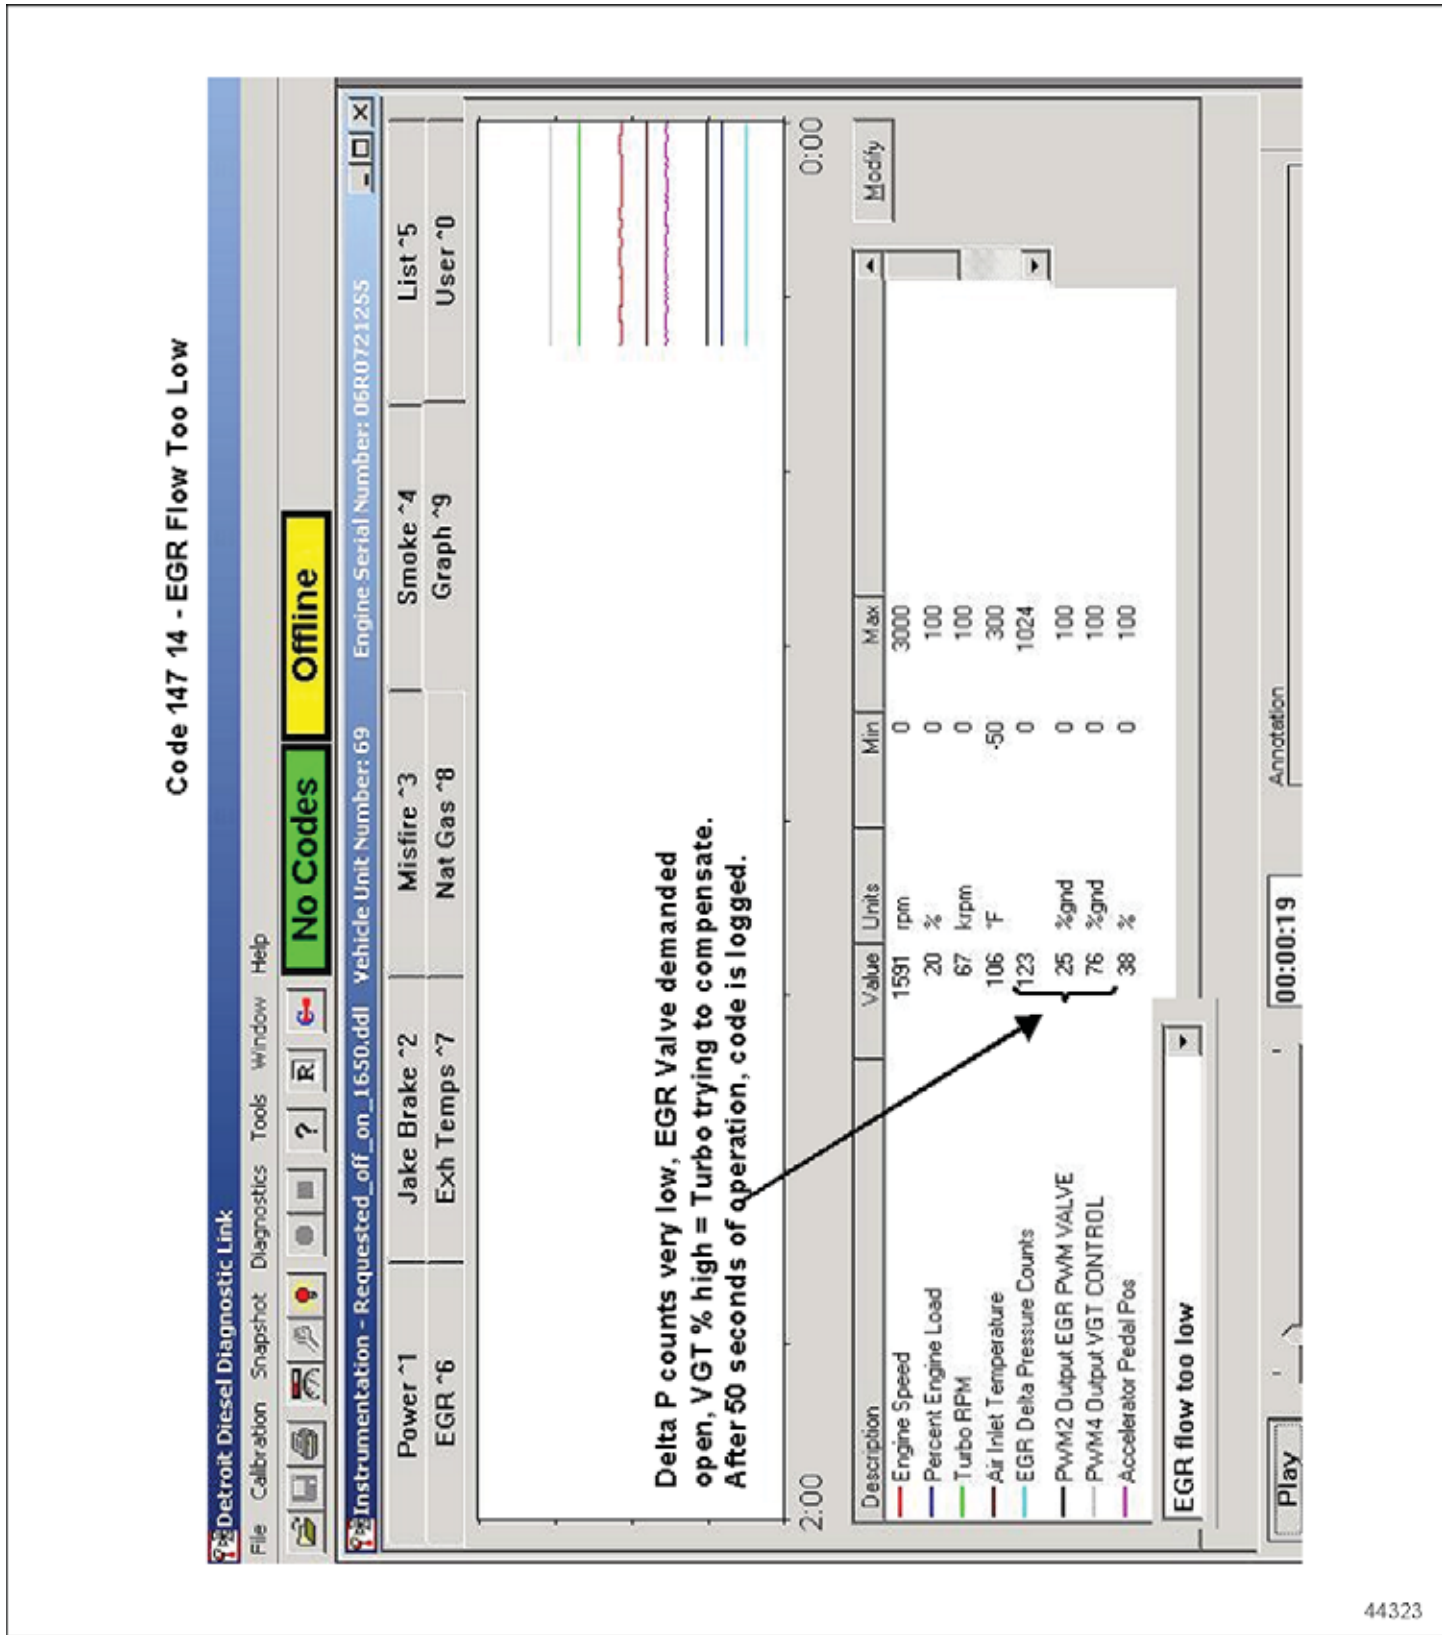 Code 147 14 - EGR Flow Too Low
Detroit Diesel Diagnostic Link
File Calibration Snapshot Diagnostics Tools Window Help
? R No Codes Offline
Instrumentation - Requested_off_on_1650.ddl Vehicle Unit Number: 69 Engine Serial Number: 06R0721255
Power ^1 Jake Brake ^2 Misfire ^3 Smoke ^4 List ^5
EGR ^6 Exh Temps ^7 Nat Gas ^8 Graph ^9 User ^0
Delta P counts very low, EGR Valve demanded
open, VGT % high = Turbo trying to compensate.
After 50 seconds of operation, code is logged.
2:00 0:00
Description Value Units Min Max
Modify
Engine Speed 1591 rpm 0 3000
Percent Engine Load 20 % 0 100
Turbo RPM 67 krpm 0 100
Air Inlet Temperature 106 °F -50 300
EGR Delta Pressure Counts 123 0 1024
PWM2 Output EGR PWM VALVE 25 %gnd 0 100
PWM4 Output VGT CONTROL 76 %gnd 0 100
Accelerator Pedal Pos 38 % 0 100
EGR flow too low
Play 00:00:19 Annotation
44323